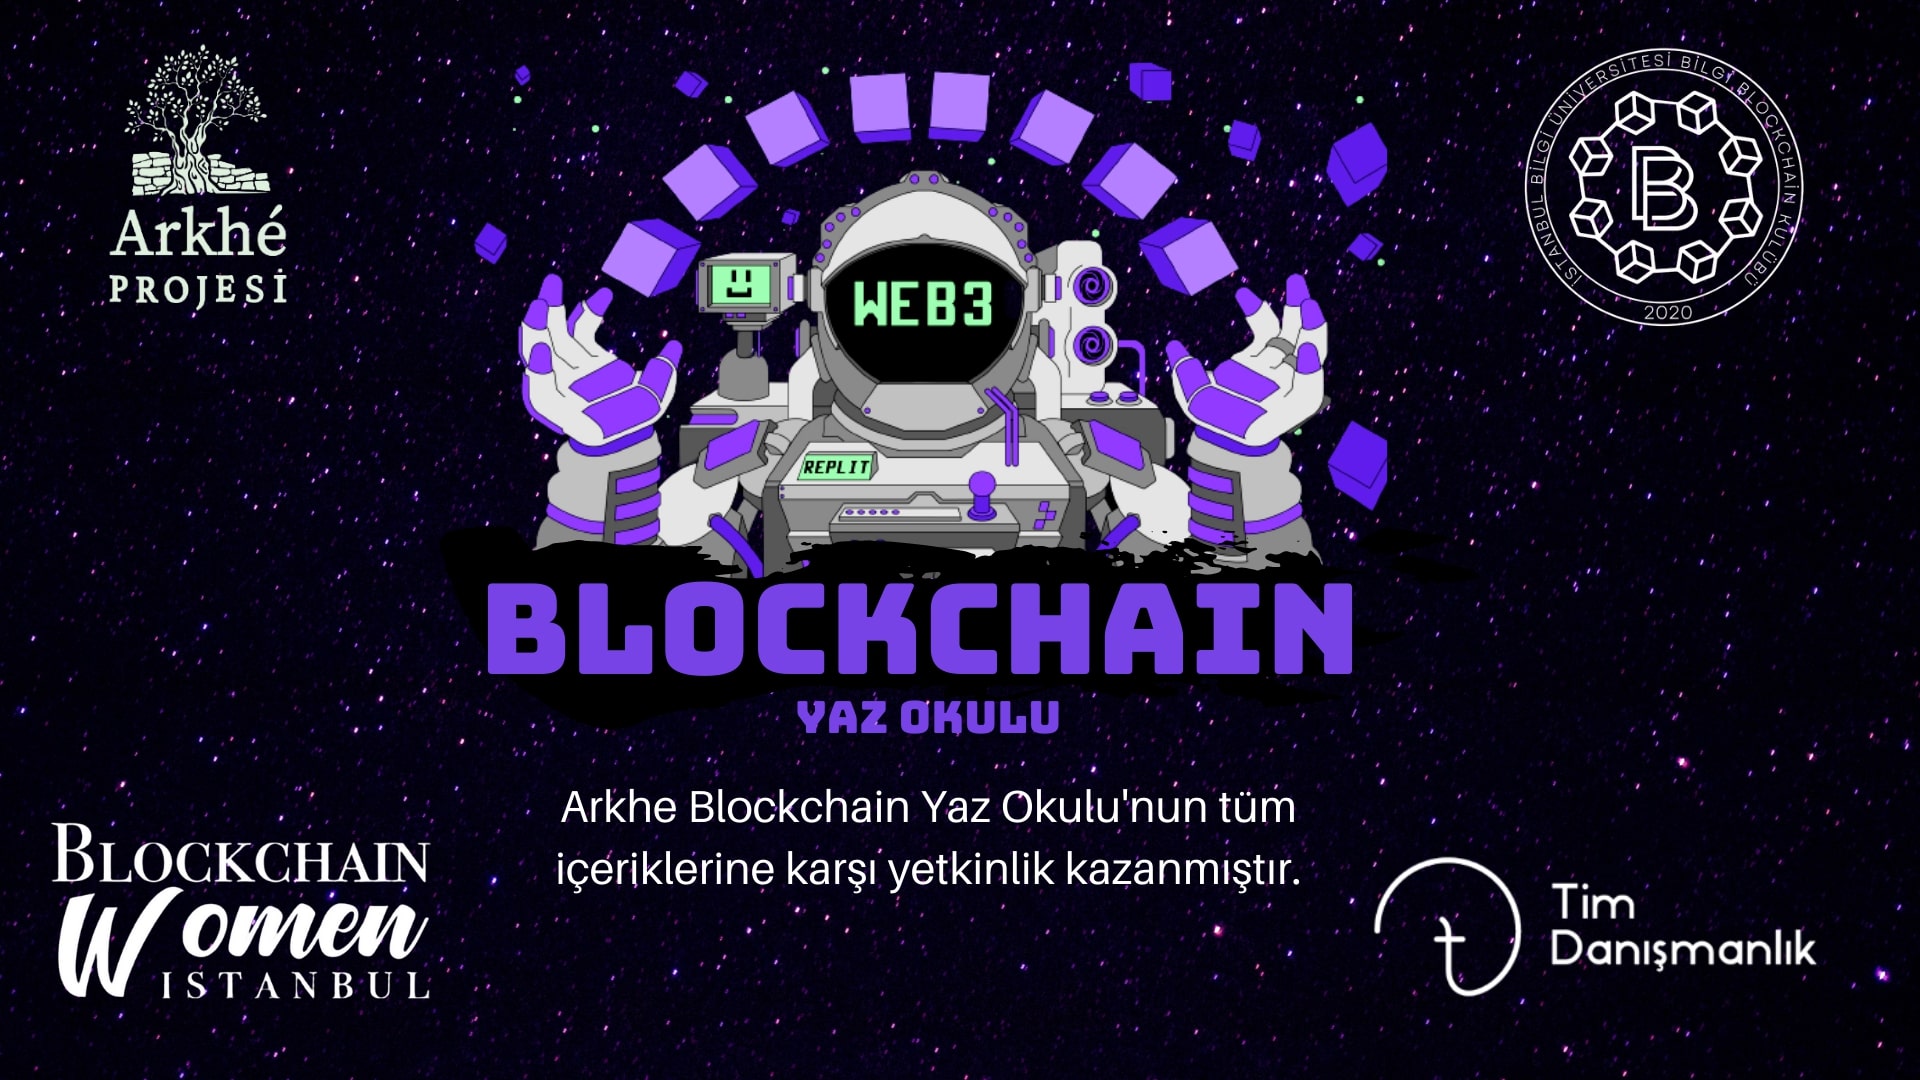 Arkhé
PROJESİ
İSTANBUL BİLGİ ÜNİVERSİTESİ BİLGİ BLOCKCHAİN KULÜBÜ
B
2020
WEB3
REPLIT
BLOCKCHAIN
YAZ OKULU
Arkhe Blockchain Yaz Okulu'nun tüm
içeriklerine karşı yetkinlik kazanmıştır.
BLOCKCHAIN
Women
ISTANBUL
t
Tim
Danışmanlık